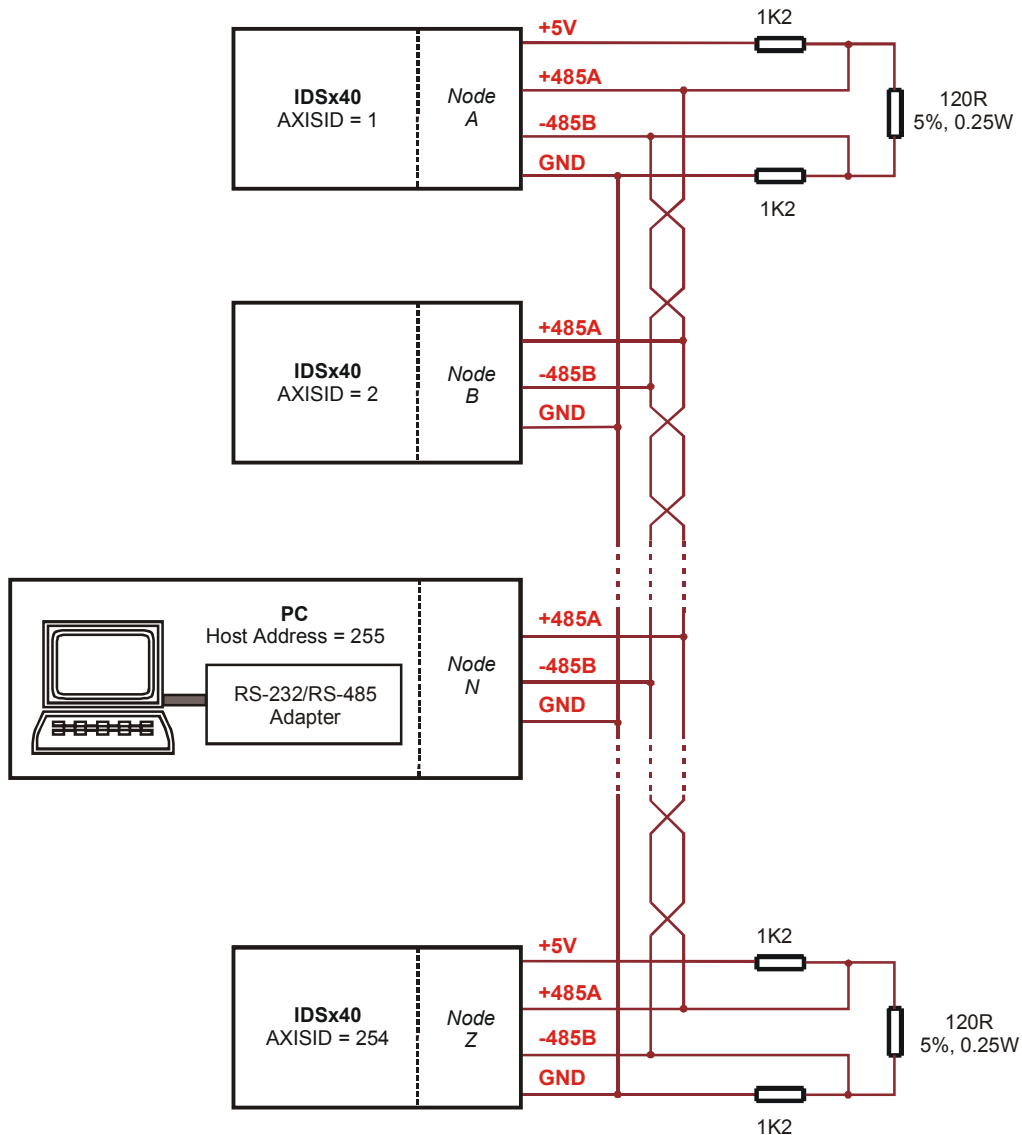 1K2
+5V
+485A
-485B
GND
IDSx40
AXISID = 1
Node
A
120R
5%, 0.25W
1K2
+485A
-485B
GND
IDSx40
AXISID = 2
Node
B
PC
Host Address = 255
RS-232/RS-485
Adapter
Node
N
+485A
-485B
GND
1K2
+5V
+485A
-485B
GND
IDSx40
AXISID = 254
Node
Z
120R
5%, 0.25W
1K2